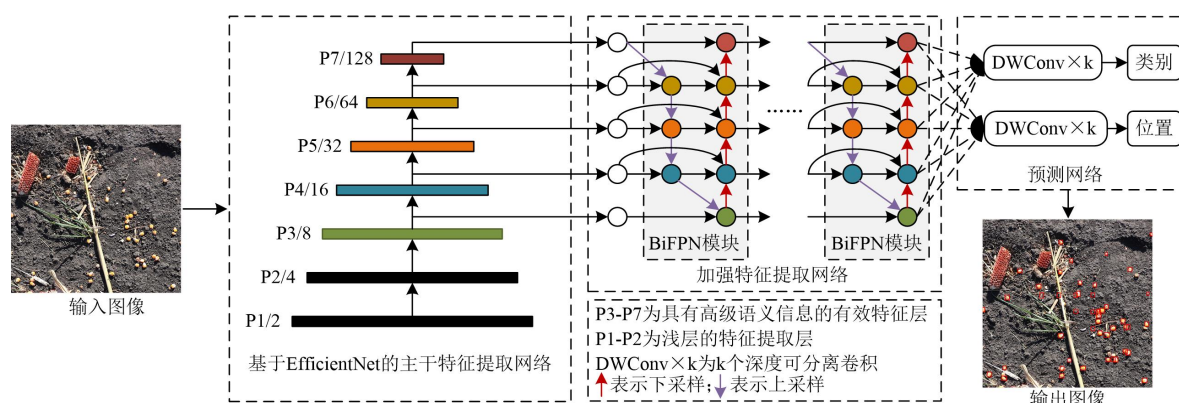 输入图像
P7/128
P6/64
P5/32
P4/16
P3/8
P2/4
P1/2
基于EfficientNet的主干特征提取网络
......
BiFPN模块
BiFPN模块
加强特征提取网络
P3-P7为具有高级语义信息的有效特征层
P1-P2为浅层的特征提取层
DWConv×k为k个深度可分离卷积
表示下采样；表示上采样
DWConv×k
类别
DWConv×k
位置
预测网络
输出图像